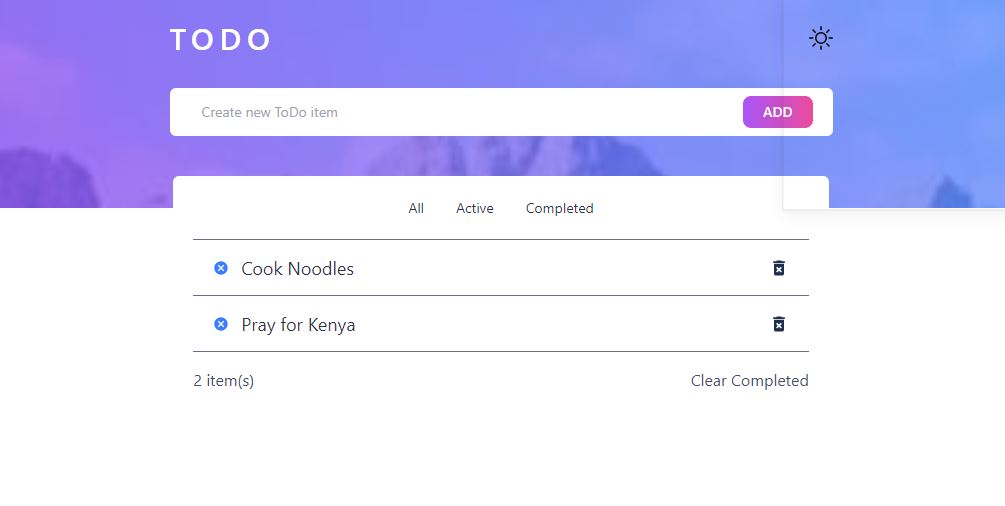 TODO
Create new ToDo item ADD
All Active Completed
Cook Noodles
Pray for Kenya
2 item(s) Clear Completed